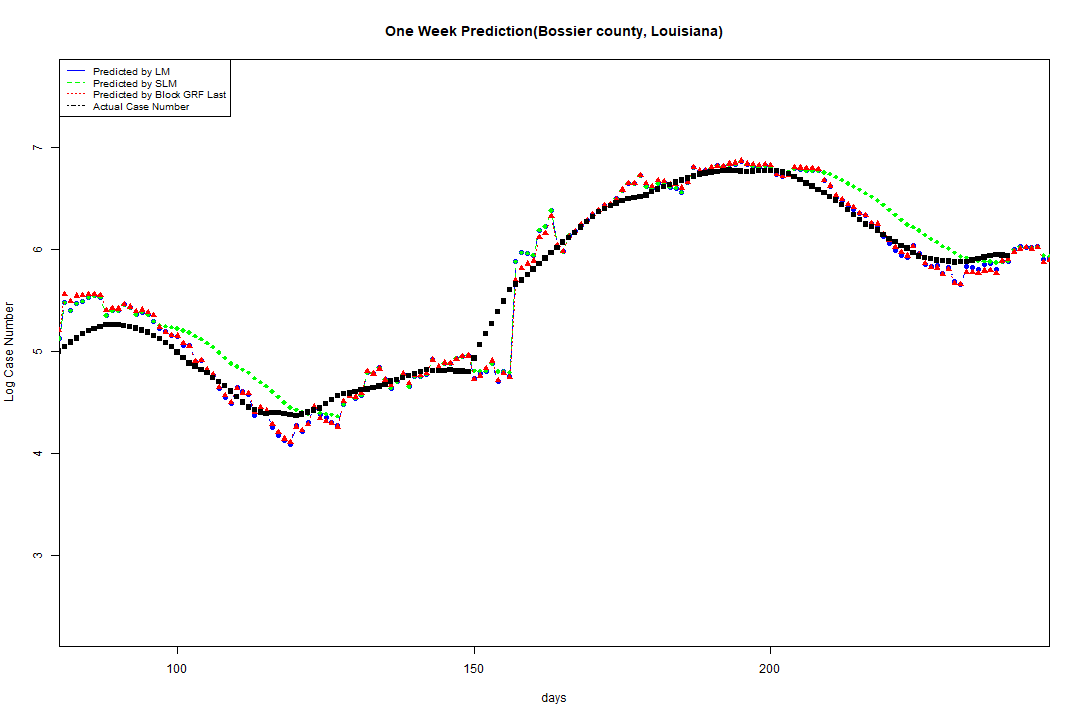 One Week Prediction(Bossier county, Louisiana)
Predicted by LM
Predicted by SLM
Predicted by Block GRF Last
Actual Case Number
7
6
5
4
3
Log Case Number
100 150 200
days